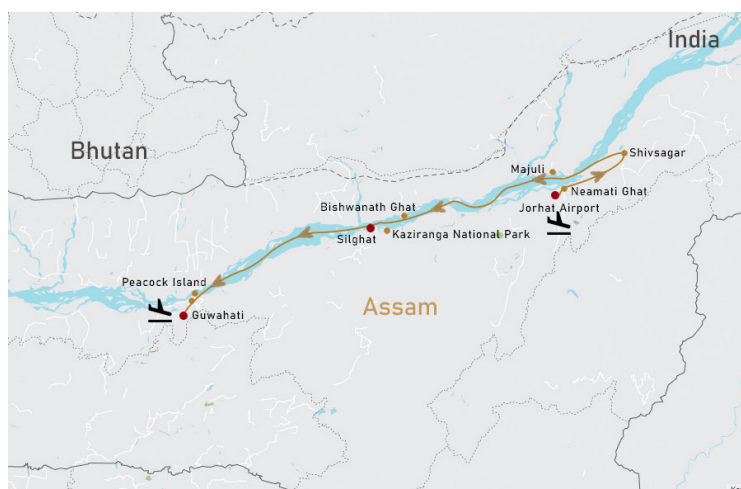 India
Bhutan
Shivsagar
Majuli
Neamati Ghat
Jorhat Airport
Bishwanath Ghat
Silghat
Kaziranga National Park
Peacock Island
Assam
Guwahati